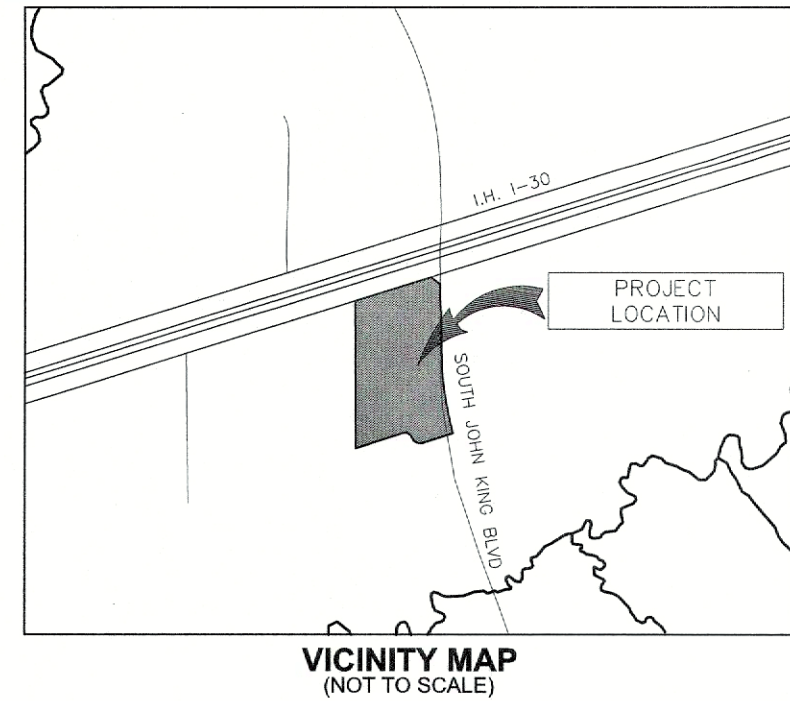 I.H. I-30
PROJECT
LOCATION
SOUTH JOHN KING BLVD
VICINITY MAP
(NOT TO SCALE)